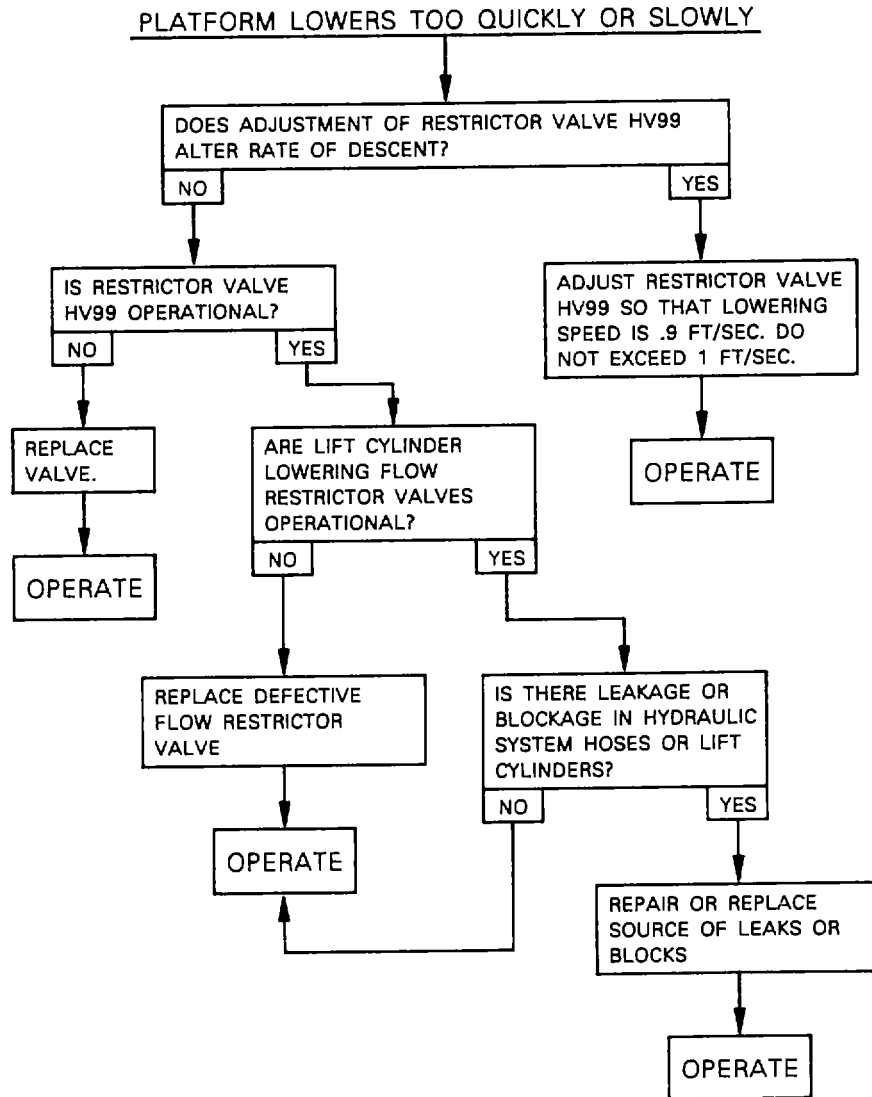 PLATFORM LOWERS TOO QUICKLY OR SLOWLY
DOES ADJUSTMENT OF RESTRICTOR VALVE HV99
ALTER RATE OF DESCENT?
NO
YES
IS RESTRICTOR VALVE
HV99 OPERATIONAL?
NO
YES
ADJUST RESTRICTOR VALVE
HV99 SO THAT LOWERING
SPEED IS .9 FT/SEC. DO
NOT EXCEED 1 FT/SEC.
REPLACE
VALVE.
ARE LIFT CYLINDER
LOWERING FLOW
RESTRICTOR VALVES
OPERATIONAL?
NO
YES
OPERATE
OPERATE
REPLACE DEFECTIVE
FLOW RESTRICTOR
VALVE
IS THERE LEAKAGE OR
BLOCKAGE IN HYDRAULIC
SYSTEM HOSES OR LIFT
CYLINDERS?
NO
YES
OPERATE
REPAIR OR REPLACE
SOURCE OF LEAKS OR
BLOCKS
OPERATE